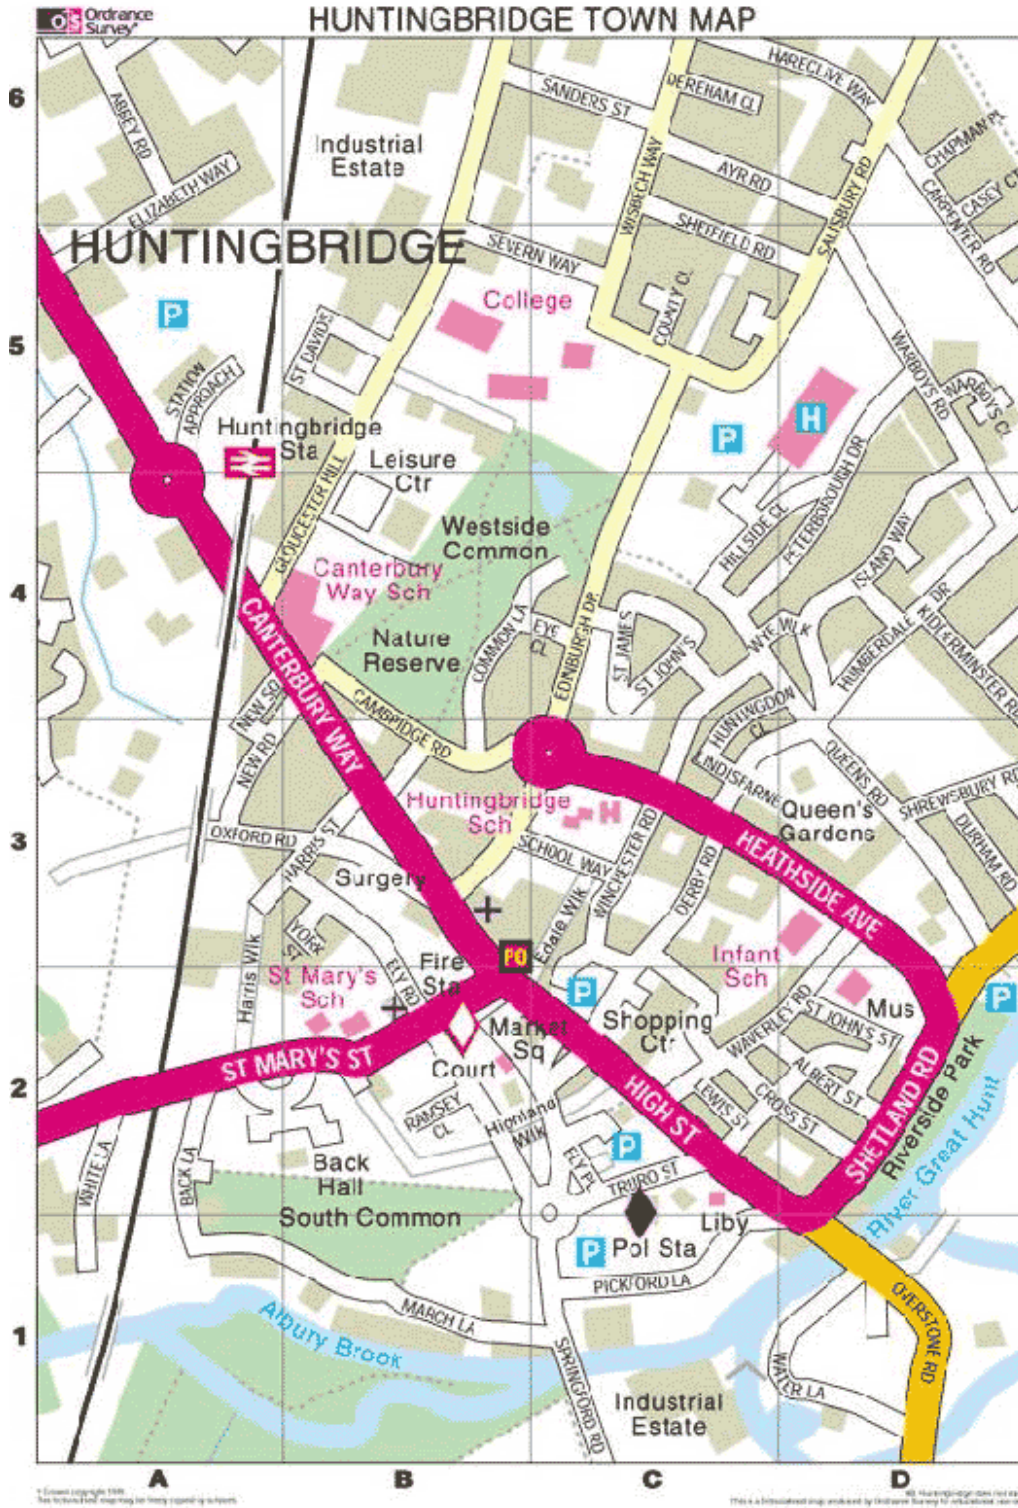 OS Ordnance
Survey
HUNTINGBRIDGE TOWN MAP
6
ABBEY RD
ELIZABETH WAY
Industrial
Estate
SANDERS ST
DEREHAM CL
HARECLIVE WAY
WISBECH WAY
AYR RD
SHEFFIELD RD
SALISBURY RD
CHAPMAN PL
CASEY CT
CARPENTER RD
HUNTINGBRIDGE
SEVERN WAY
College
COUNTY CL
P
5
ST DAVIDS
STATION
APPROACH
Huntingbridge
Sta
WARBOYS RD
WARBOYS CL
H
P
Leisure
Ctr
GLOUCESTER HILL
Westside
Common
HILLSIDE CL
PETERBOROUGH DR
ISLAND WAY
4
Canterbury
Way Sch
CANTERBURY WAY
Nature
Reserve
COMMON LA
EYE
CL
EDINBURGH DR
ST JAMES
ST JOHN'S
WYE WLK
HUMBERDALE DR
KIDDERMINSTER RD
NEW SQ
NEW RD
CAMBRIDGE RD
HUNTINGDON
CL
LINDISFARNE
QUEENS RD
SHREWSBURY RD
DURHAM RD
Queen's
Gardens
3
Huntingbridge
Sch
H
OXFORD RD
HARRIS ST
Surgery
SCHOOL WAY
WINCHESTER RD
DERBY RD
HEATHSIDE AVE
YORK
ST
Edale Wlk
PO
Infant
Sch
Harris Wlk
St Mary's
Sch
ELY RD
Fire
Sta
P
Mus
P
Market
Sq
Shopping
Ctr
WAVERLEY RD
ST JOHN'S ST
ALBERT ST
CROSS ST
LEWIS ST
2
ST MARY'S ST
Court
HIGH ST
SHETLAND RD
Riverside Park
River Great Hunt
RAMSEY
CL
Highland
Wlk
P
ELY PL
TRURO ST
WHITE LA
BACK LA
Back
Hall
South Common
Liby
P
Pol Sta
PICKFORD LA
1
MARCH LA
Albury Brook
SPRINGFORD RD
OVERSTONE RD
WATER LA
Industrial
Estate
A
B
C
D